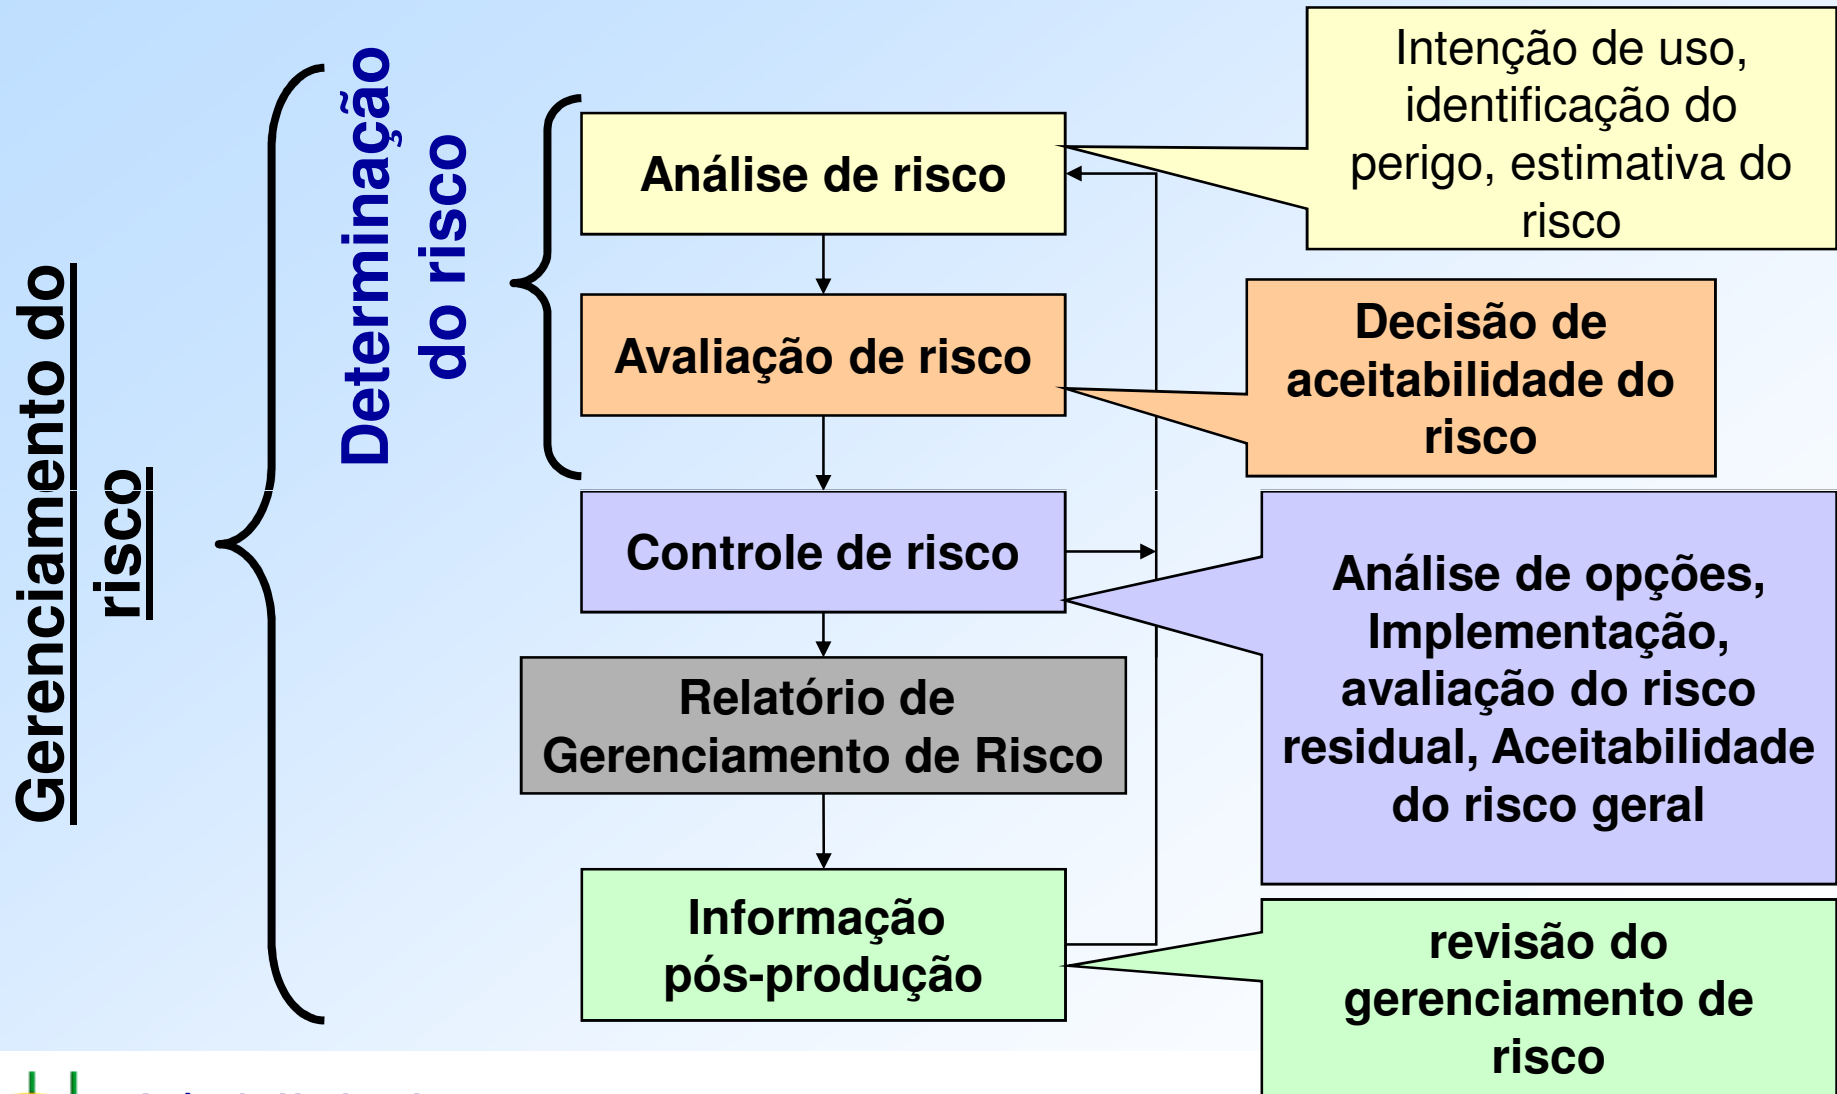 Gerenciamento do
risco
Determinação
do risco
Análise de risco
Intenção de uso,
identificação do
perigo, estimativa do
risco
Avaliação de risco
Decisão de
aceitabilidade do
risco
Controle de risco
Análise de opções,
Implementação,
avaliação do risco
residual, Aceitabilidade
do risco geral
Relatório de
Gerenciamento de Risco
Informação
pós-produção
revisão do
gerenciamento de
risco